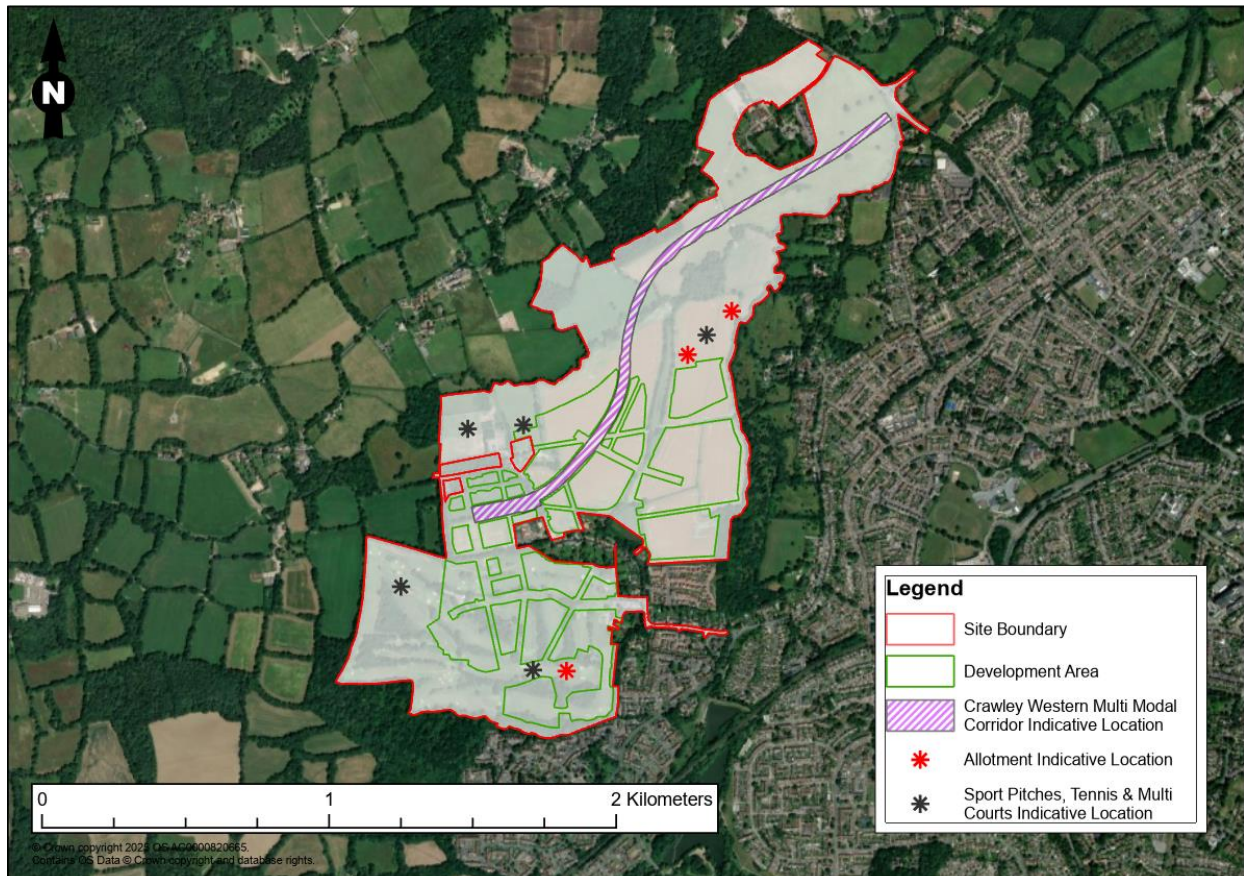 N
Legend
Site Boundary
Development Area
Crawley Western Multi Modal
Corridor Indicative Location
Allotment Indicative Location
Sport Pitches, Tennis & Multi
Courts Indicative Location
0 1 2 Kilometers
© Crown copyright 2023 OS AC0000820665.
Contains OS Data © Crown copyright and database rights.